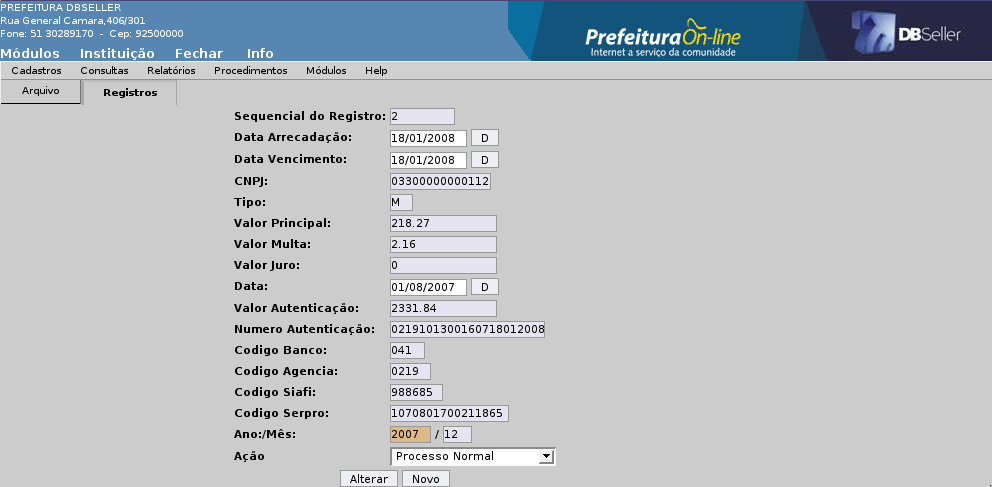 PREFEITURA DBSELLER
Rua General Camara,406/301
Fone: 51 30289170 - Cep: 92500000
PrefeituraOn-line
Internet a serviço da comunidade
DBSeller
Módulos Instituição Fechar Info
Cadastros Consultas Relatórios Procedimentos Módulos Help
Arquivo Registros
Sequencial do Registro: 2
Data Arrecadação: 18/01/2008 D
Data Vencimento: 18/01/2008 D
CNPJ: 03300000000112
Tipo: M
Valor Principal: 218.27
Valor Multa: 2.16
Valor Juro: 0
Data: 01/08/2007 D
Valor Autenticação: 2331.84
Numero Autenticação: 0219101300160718012008
Codigo Banco: 041
Codigo Agencia: 0219
Codigo Siafi: 988685
Codigo Serpro: 1070801700211865
Ano:/Mês: 2007 / 12
Ação Processo Normal
Alterar Novo